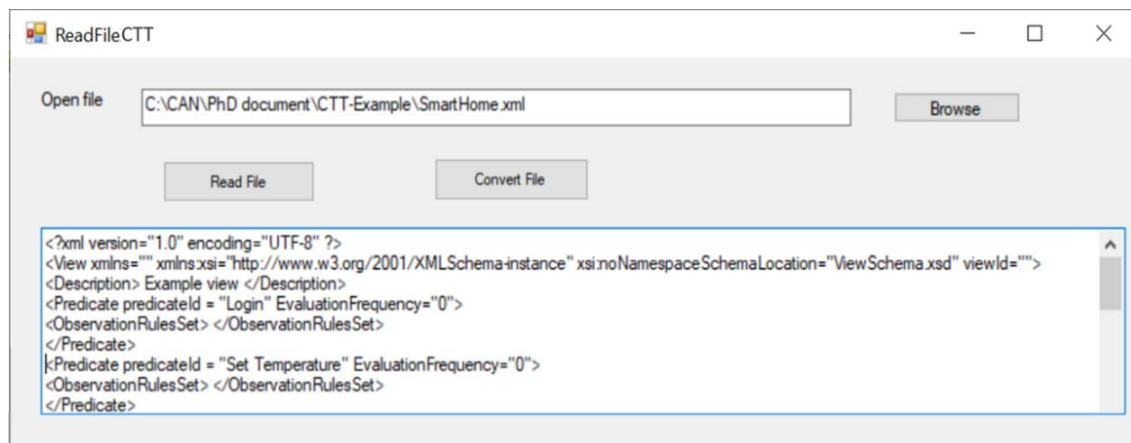 ReadFileCTT
Open file
C:\CAN\PhD document\CTT-Example\SmartHome.xml
Browse
Read File
Convert File
<?xml version="1.0" encoding="UTF-8" ?>
<View xmlns="" xmlns:xsi="http://www.w3.org/2001/XMLSchema-instance" xsi:noNamespaceSchemaLocation="ViewSchema.xsd" viewId="">
<Description> Example view </Description>
<Predicate predicateId = "Login" EvaluationFrequency="0">
<ObservationRulesSet> </ObservationRulesSet>
</Predicate>
<Predicate predicateId = "Set Temperature" EvaluationFrequency="0">
<ObservationRulesSet> </ObservationRulesSet>
</Predicate>